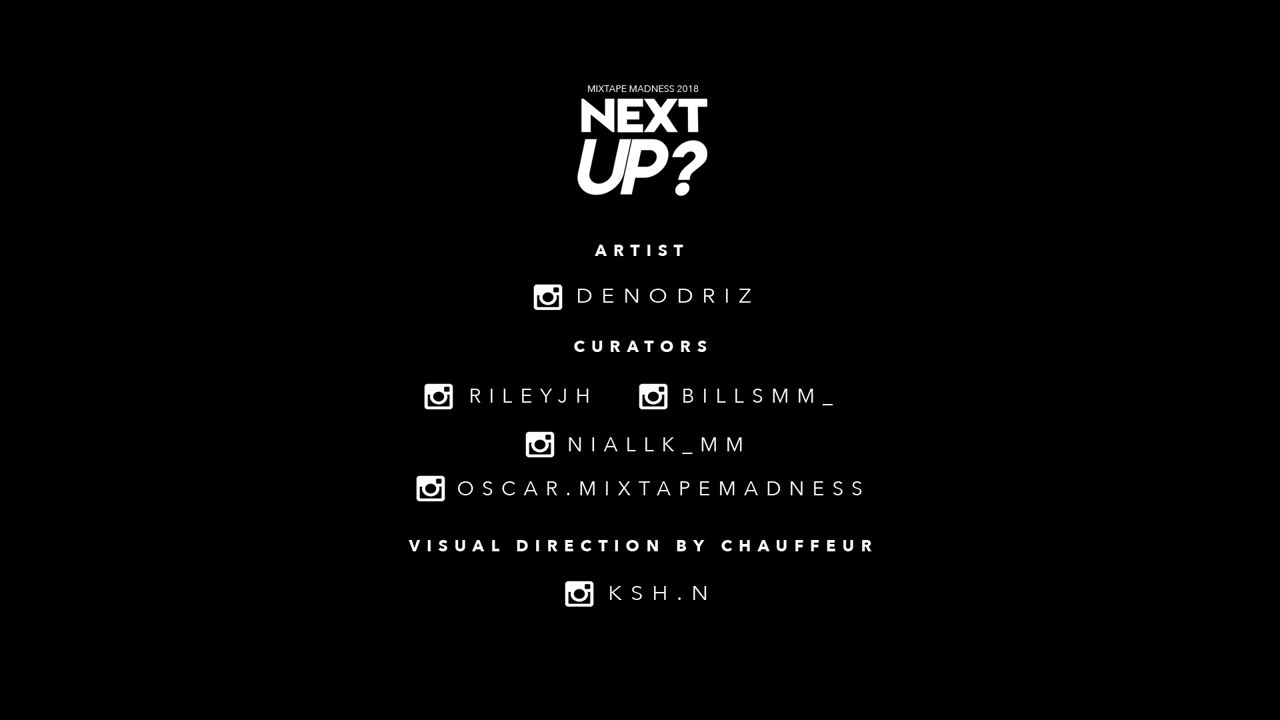 MIXTAPE MADNESS 2018
NEXT
UP?
ARTIST
DENODRIZ
CURATORS
RILEYJH BILLSMM_
NIALLK_MM
OSCAR.MIXTAPEMADNESS
VISUAL DIRECTION BY CHAUFFEUR
KSH.N